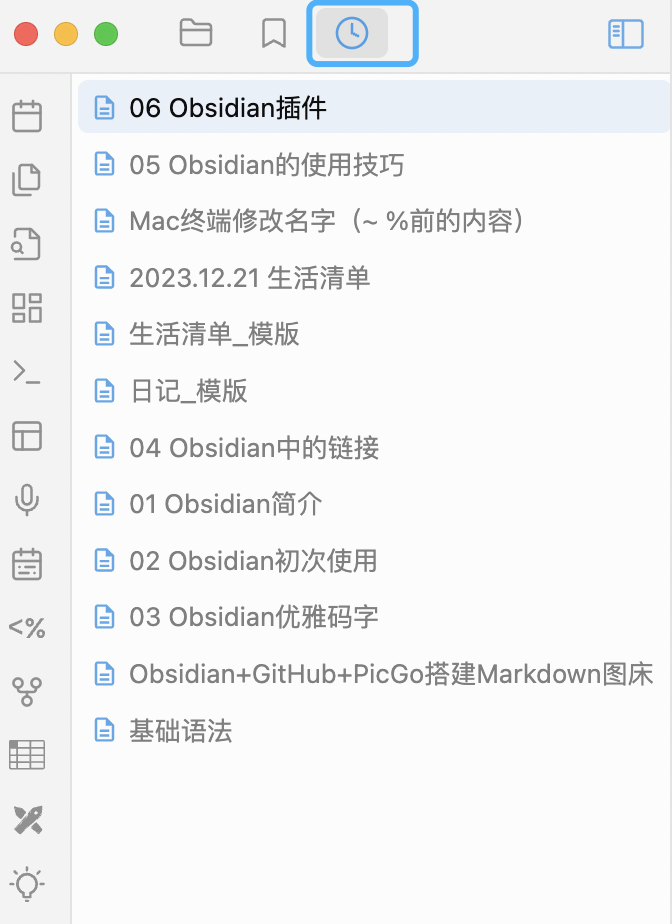 06 Obsidian插件
05 Obsidian的使用技巧
Mac终端修改名字（~ %前的内容）
2023.12.21 生活清单
生活清单_模版
日记_模版
04 Obsidian中的链接
01 Obsidian简介
02 Obsidian初次使用
<%
03 Obsidian优雅码字
Obsidian+GitHub+PicGo搭建Markdown图床
基础语法